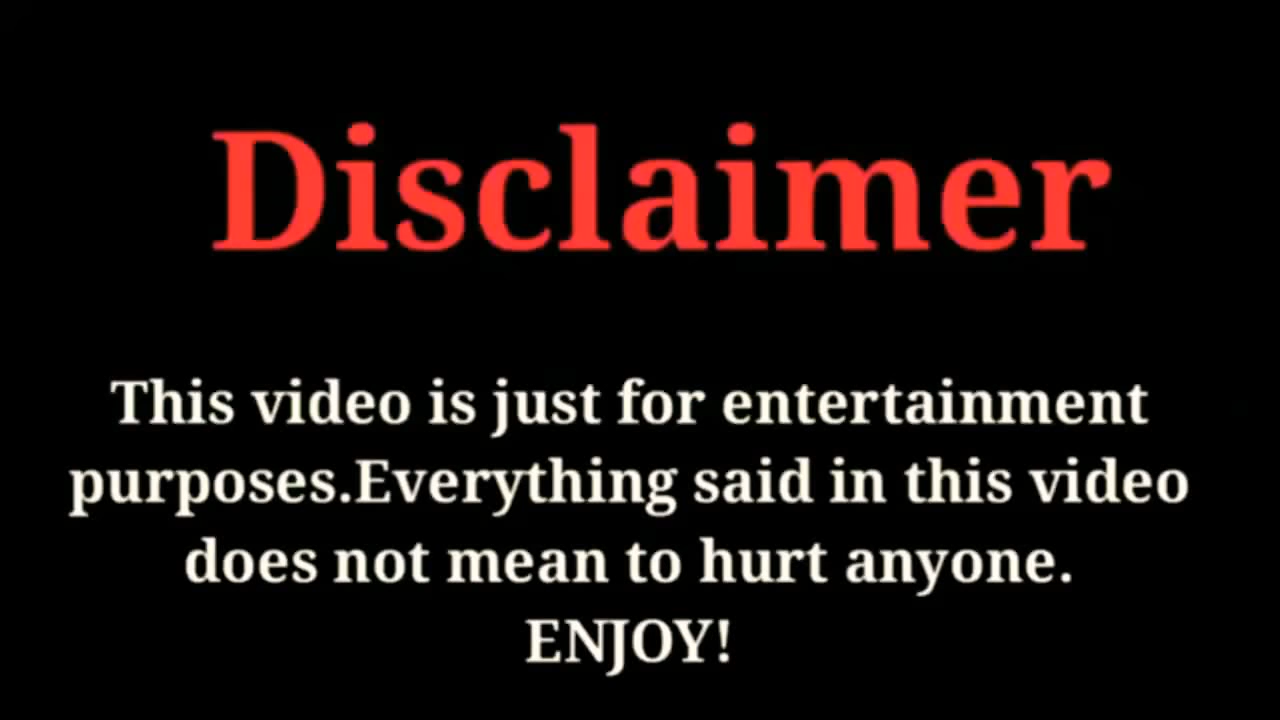 Disclaimer
This video is just for entertainment
purposes.Everything said in this video
does not mean to hurt anyone.
ENJOY!